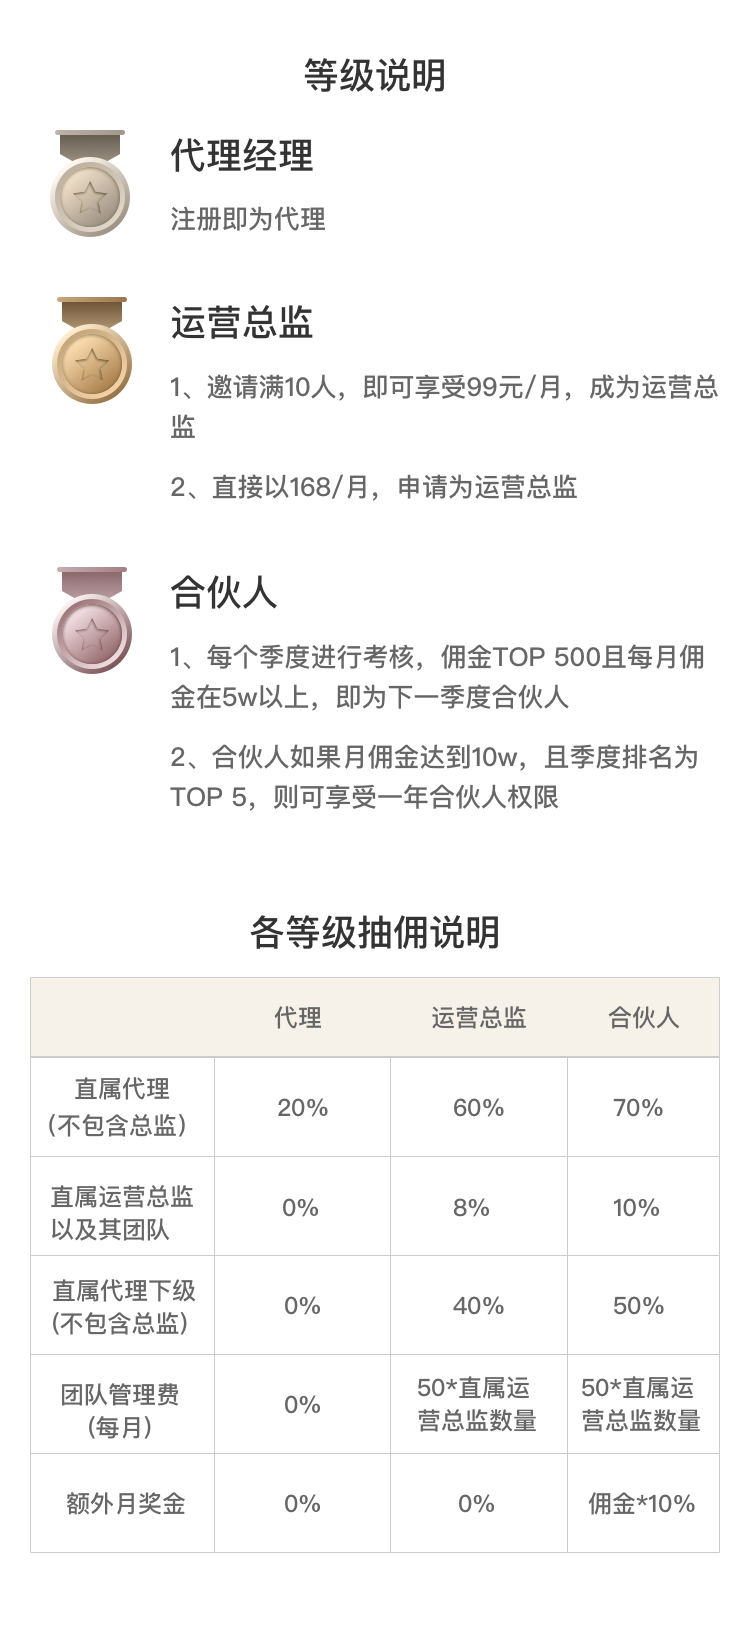 等级说明
代理经理
注册即为代理
运营总监
1、邀请满10人，即可享受99元/月，成为运营总
监
2、直接以168/月，申请为运营总监
合伙人
1、每个季度进行考核，佣金TOP 500且每月佣
金在5w以上，即为下一季度合伙人
2、合伙人如果月佣金达到10w，且季度排名为
TOP 5，则可享受一年合伙人权限
各等级抽佣说明
代理 运营总监 合伙人
直属代理
（不包含总监）
20% 60% 70%
直属运营总监
以及其团队
0% 8% 10%
直属代理下级
（不包含总监）
0% 40% 50%
团队管理费
（每月）
0%
50*直属运
营总监数量
50*直属运
营总监数量
额外月奖金 0% 0% 佣金*10%